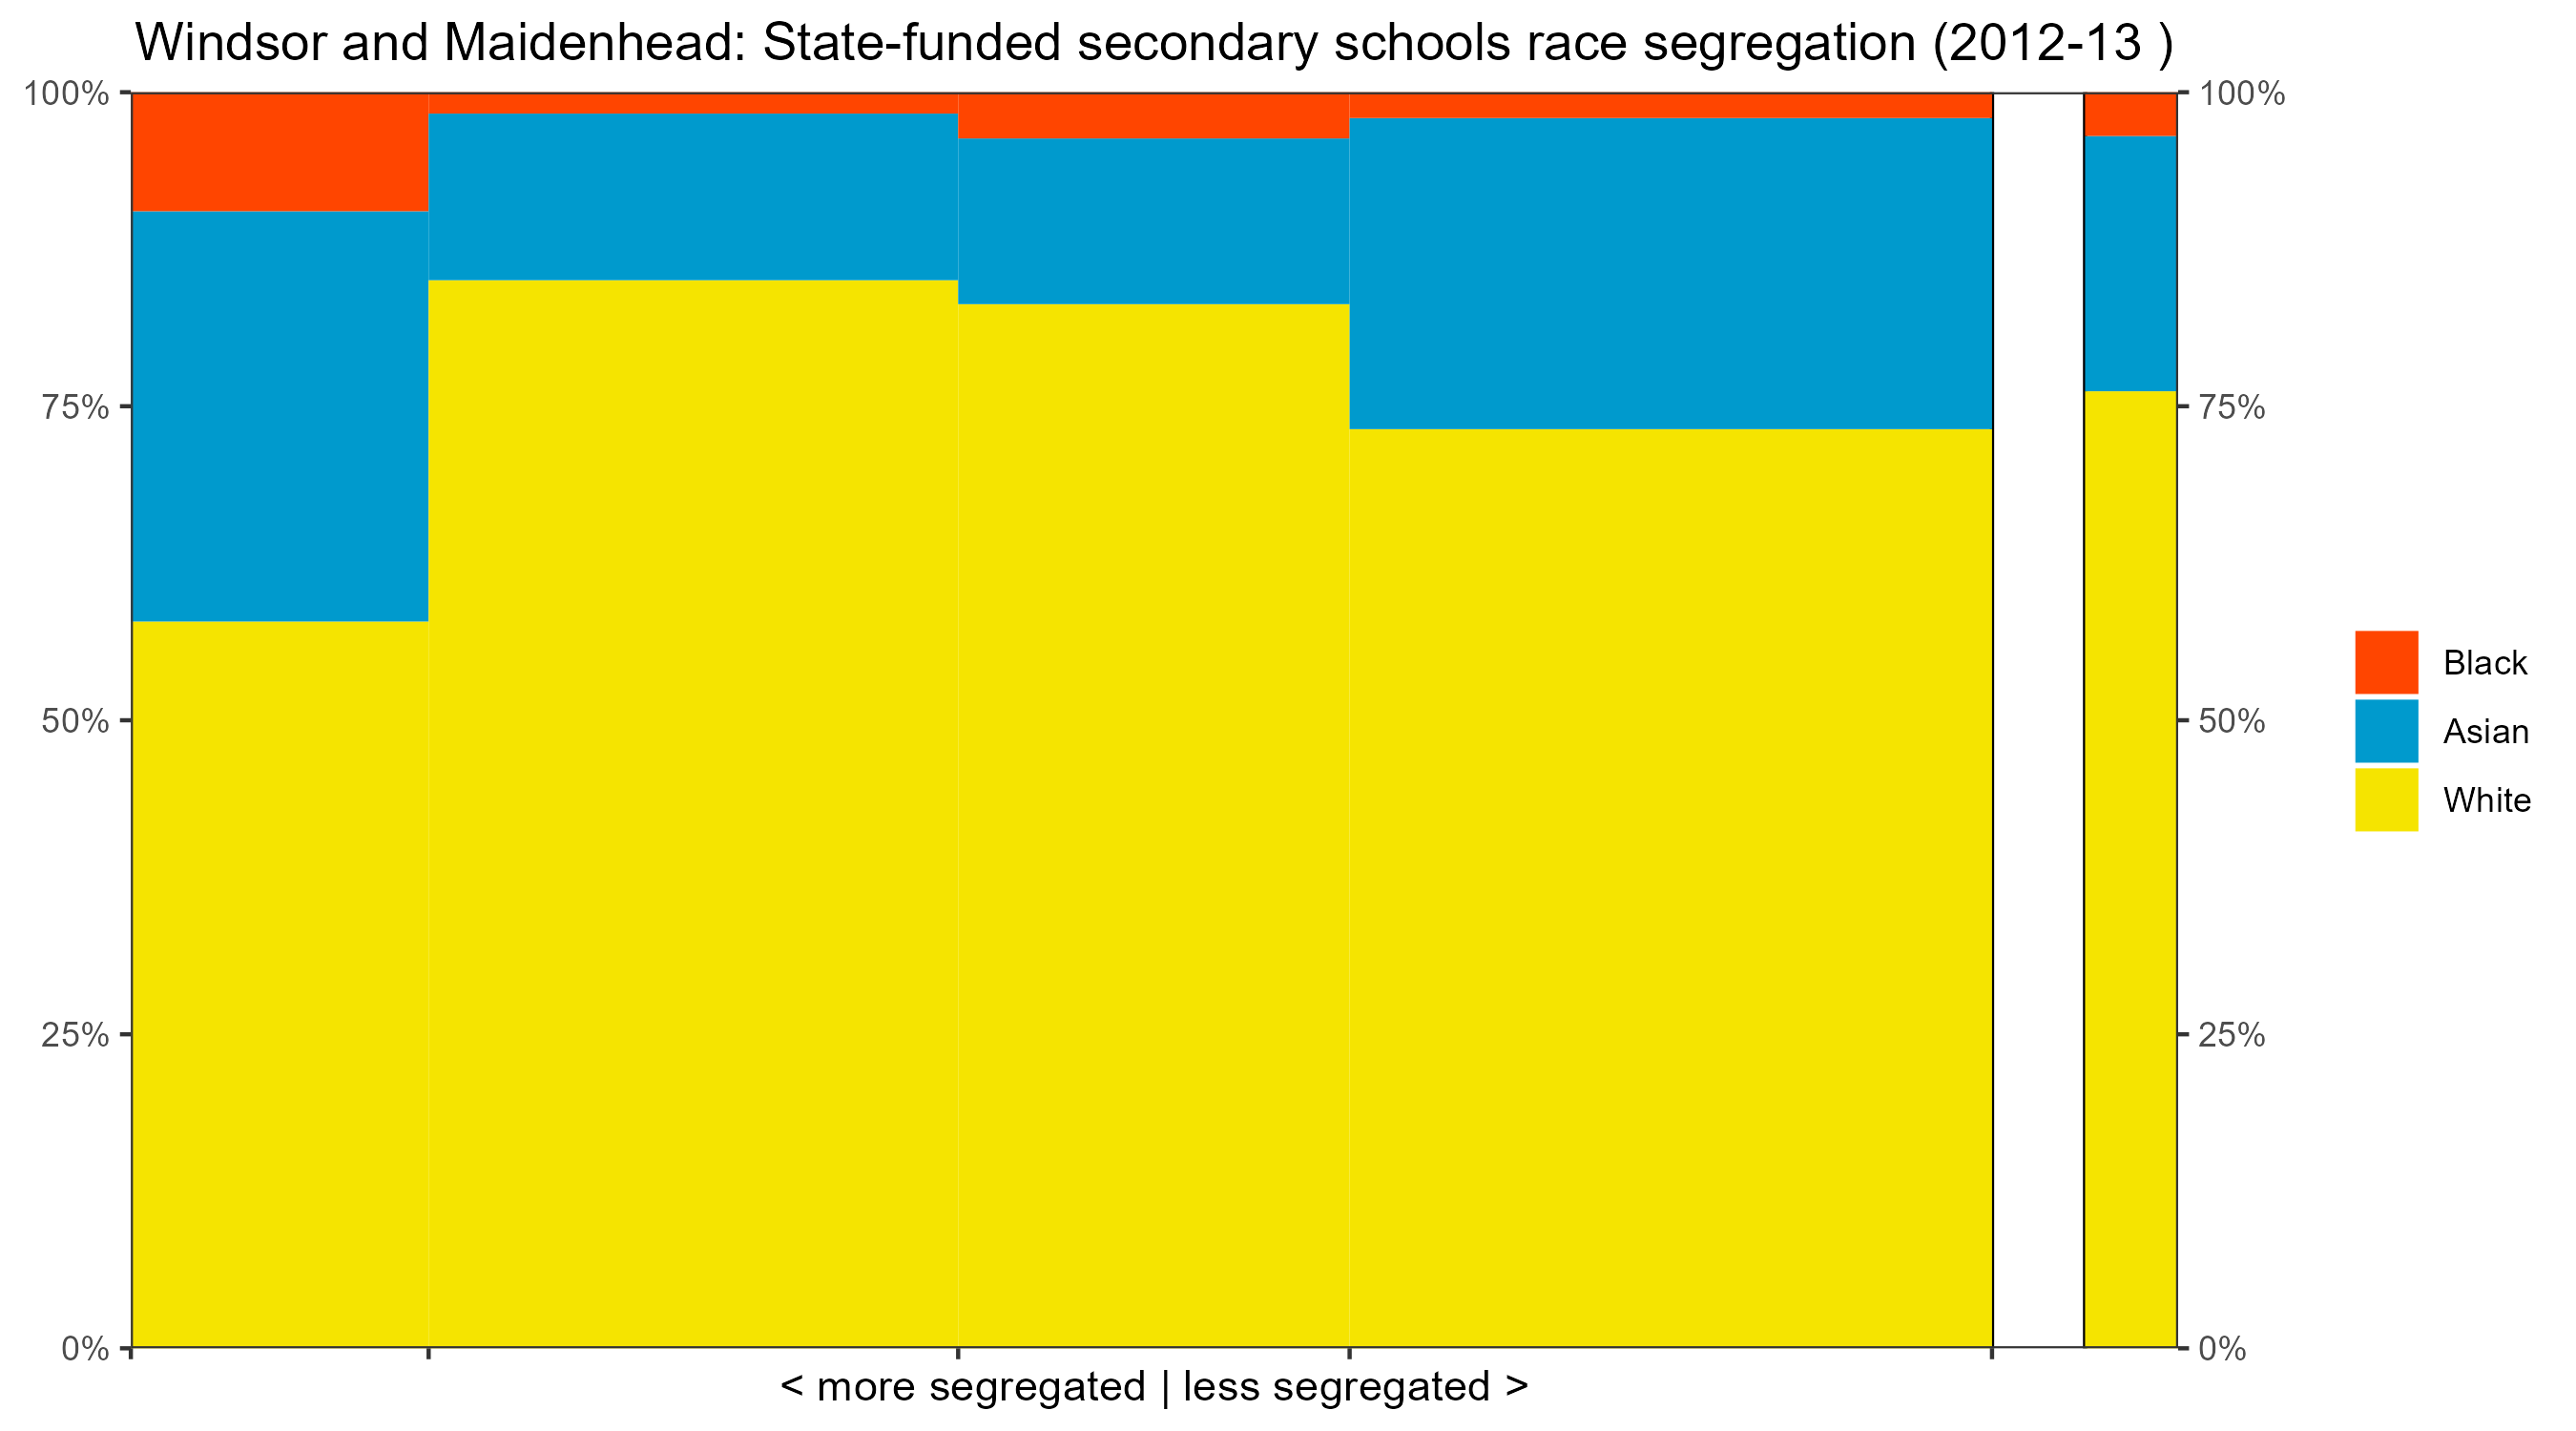 Windsor and Maidenhead: State-funded secondary schools race segregation (2012-13 )
100%
75%
50%
25%
0%
100%
75%
50%
25%
0%
Black
Asian
White
< more segregated | less segregated >